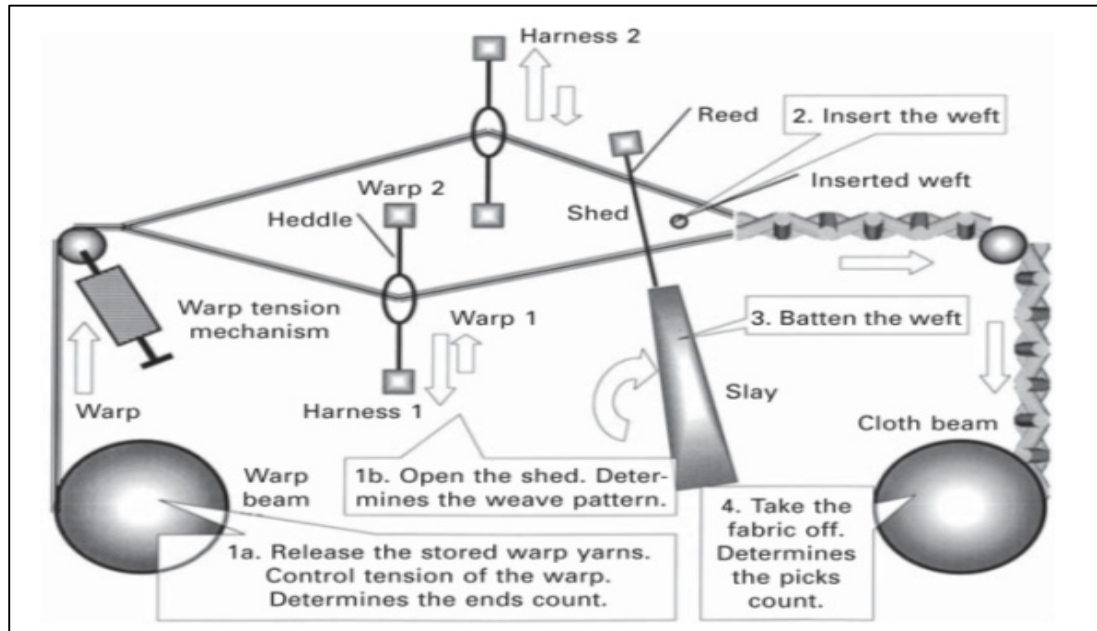 Harness 2
Reed
2. Insert the weft
Warp 2
Inserted weft
Heddle
Shed
Warp tension
mechanism
Warp 1
3. Batten the weft
Warp
Harness 1
Slay
Cloth beam
Warp
beam
1b. Open the shed. Deter-
mines the weave pattern.
4. Take the
fabric off.
Determines
the picks
count.
1a. Release the stored warp yarns.
Control tension of the warp.
Determines the ends count.